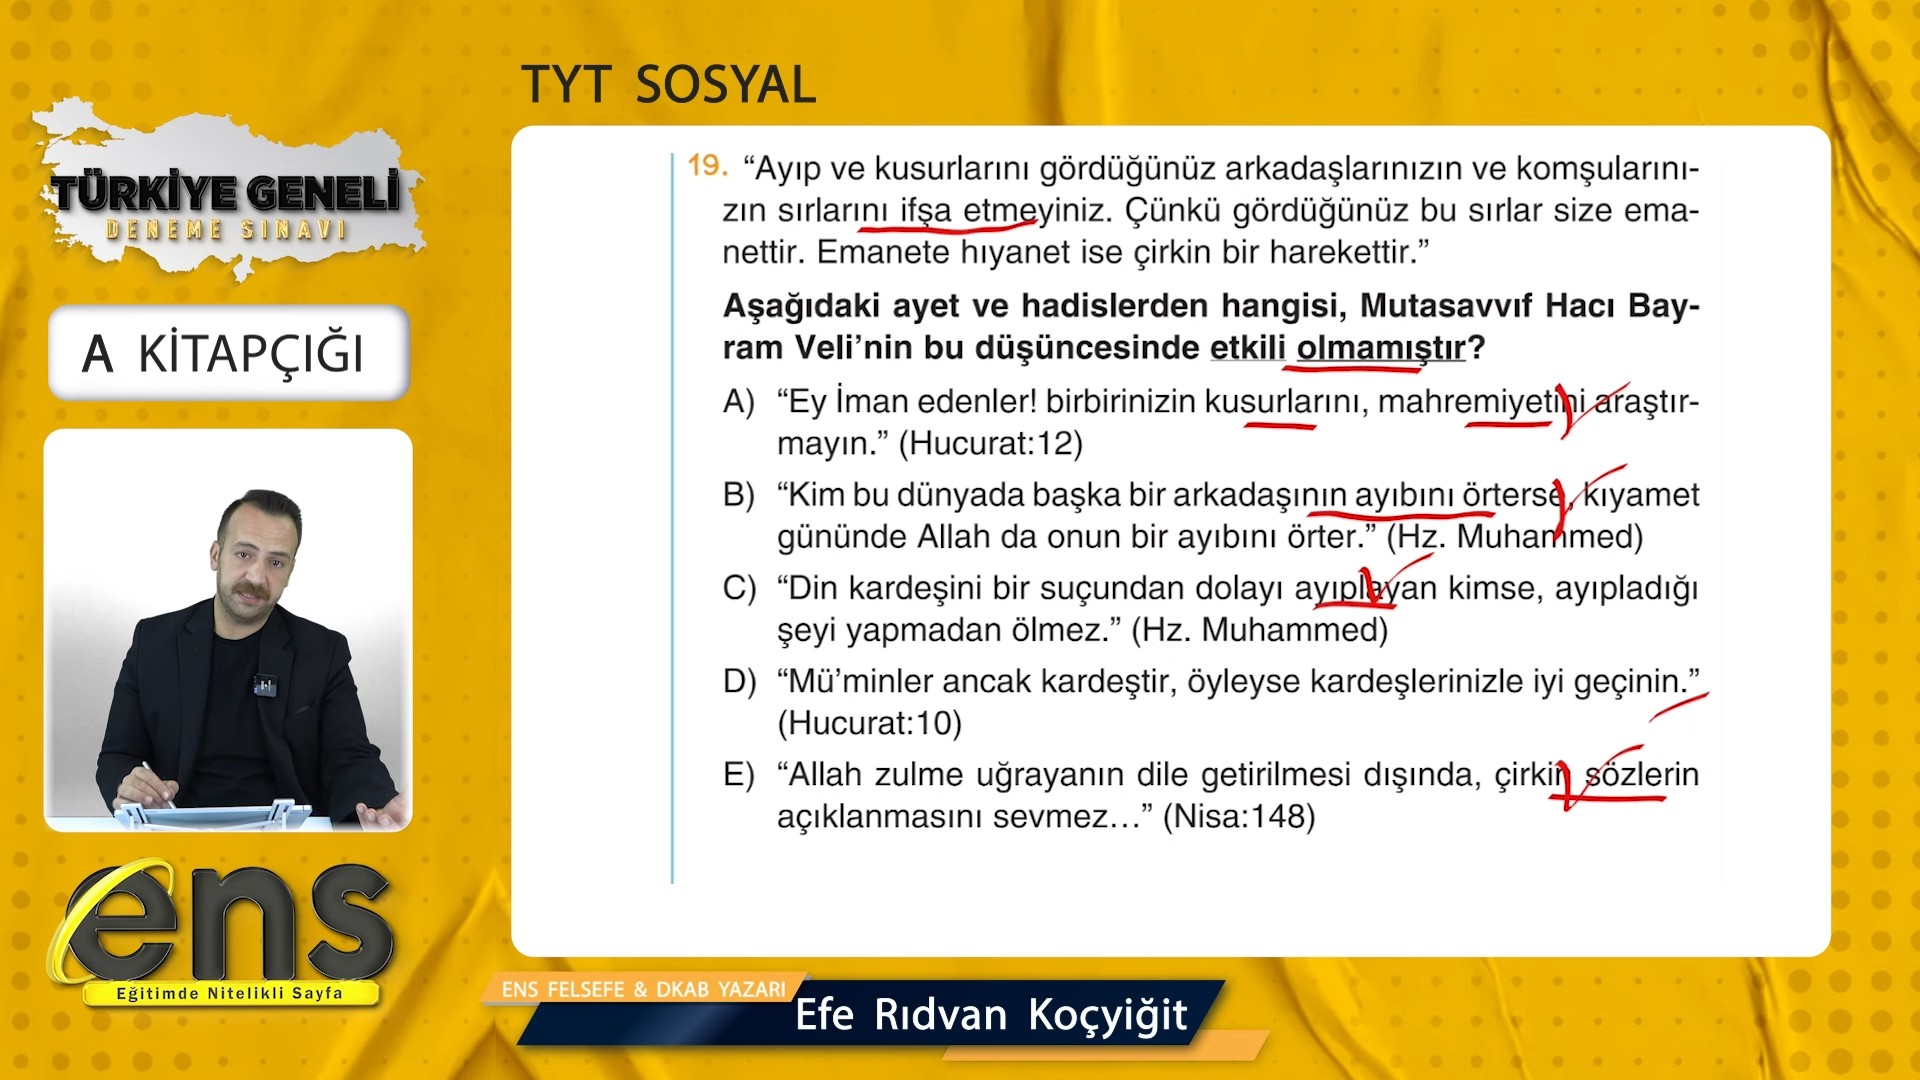 TYT SOSYAL
TÜRKİYE GENELİ
DENEME SINAVI
A KİTAPÇIĞI
19. “Ayıp ve kusurlarını gördüğünüz arkadaşlarınızın ve komşularını-
zın sırlarını ifşa etmeyiniz. Çünkü gördüğünüz bu sırlar size ema-
nettir. Emanete hıyanet ise çirkin bir harekettir.”
Aşağıdaki ayet ve hadislerden hangisi, Mutasavvıf Hacı Bay-
ram Veli’nin bu düşüncesinde etkili olmamıştır?
A) “Ey İman edenler! birbirinizin kusurlarını, mahremiyetini araştır-
mayın.” (Hucurat:12)
B) “Kim bu dünyada başka bir arkadaşının ayıbını örterse, kıyamet
gününde Allah da onun bir ayıbını örter.” (Hz. Muhammed)
C) “Din kardeşini bir suçundan dolayı ayıplayan kimse, ayıpladığı
şeyi yapmadan ölmez.” (Hz. Muhammed)
D) “Mü’minler ancak kardeştir, öyleyse kardeşlerinizle iyi geçinin.”
(Hucurat:10)
E) “Allah zulme uğrayanın dile getirilmesi dışında, çirkin sözlerin
açıklanmasını sevmez…” (Nisa:148)
ens
Eğitimde Nitelikli Sayfa
ENS FELSEFE & DKAB YAZARI
Efe Rıdvan Koçyiğit